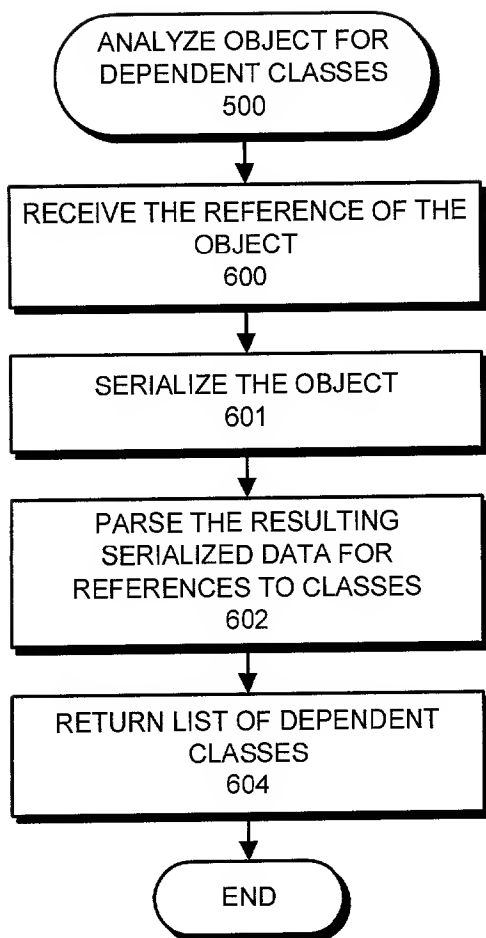 ANALYZE OBJECT FOR
DEPENDENT CLASSES
500
RECEIVE THE REFERENCE OF THE
OBJECT
600
SERIALIZE THE OBJECT
601
PARSE THE RESULTING
SERIALIZED DATA FOR
REFERENCES TO CLASSES
602
RETURN LIST OF DEPENDENT
CLASSES
604
END